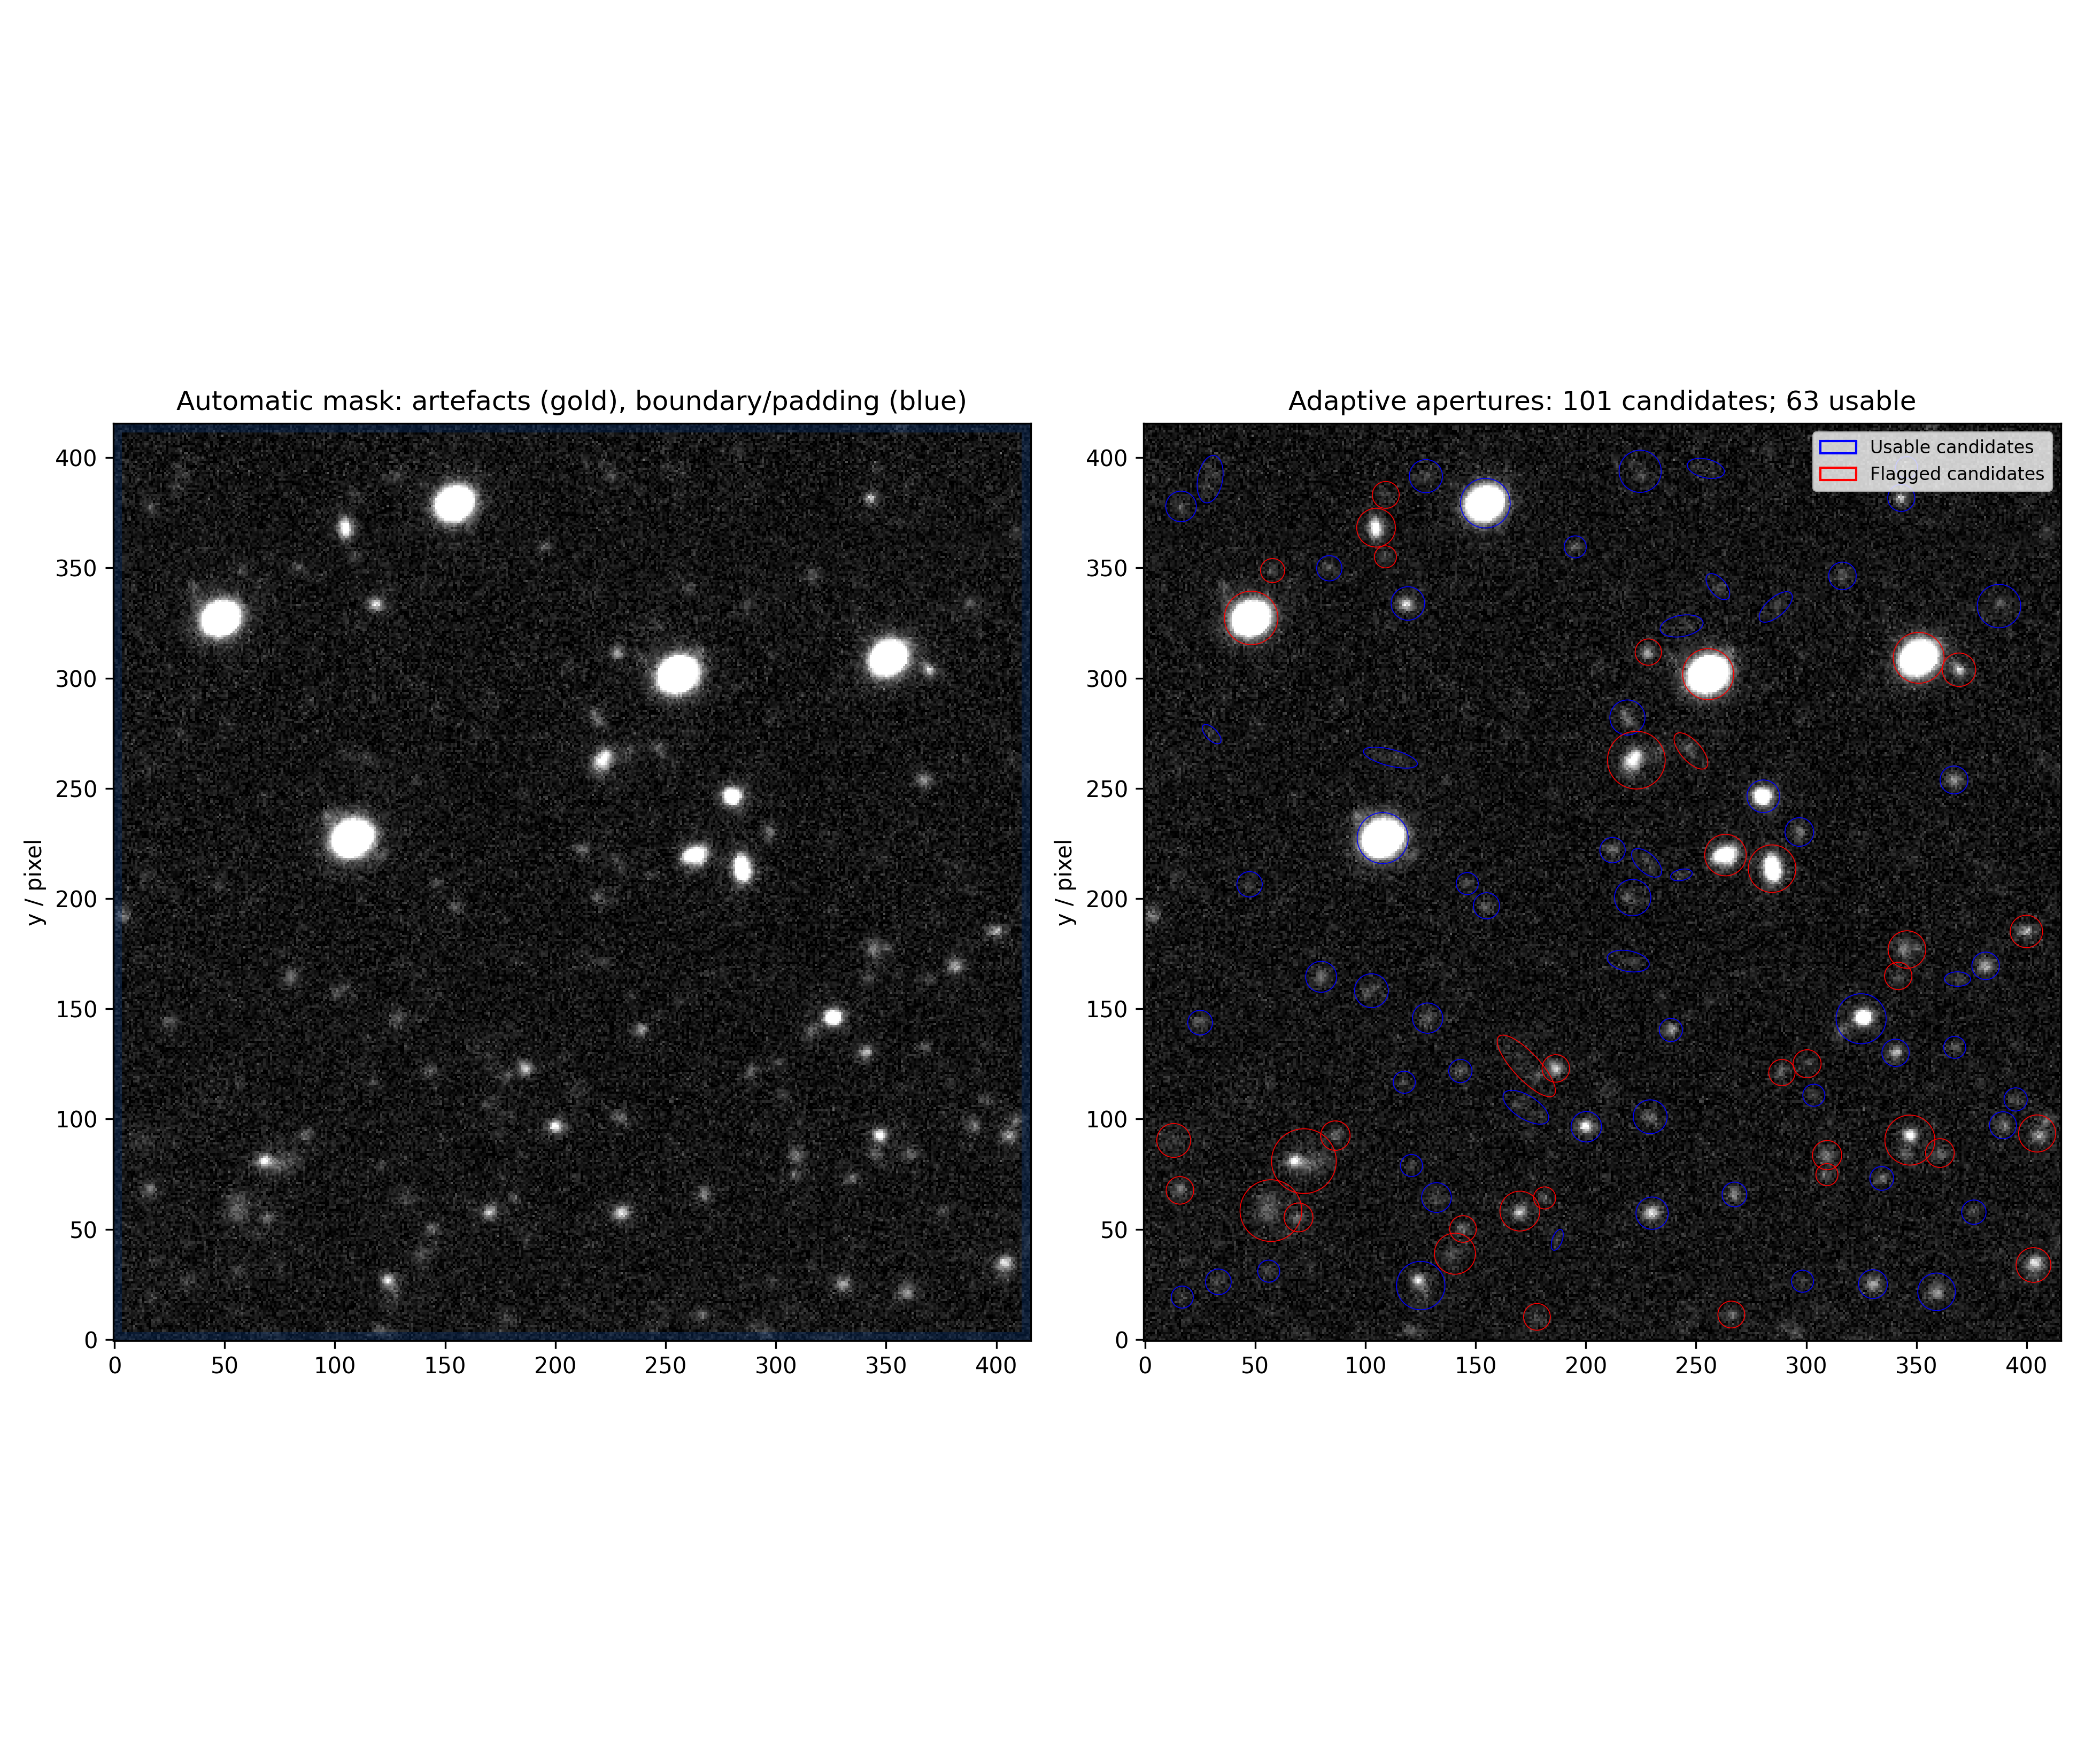 Automatic mask: artefacts (gold), boundary/padding (blue)
y / pixel
400
350
300
250
200
150
100
50
0
0 50 100 150 200 250 300 350 400
Adaptive apertures: 101 candidates; 63 usable
Usable candidates
Flagged candidates
y / pixel
400
350
300
250
200
150
100
50
0
0 50 100 150 200 250 300 350 400